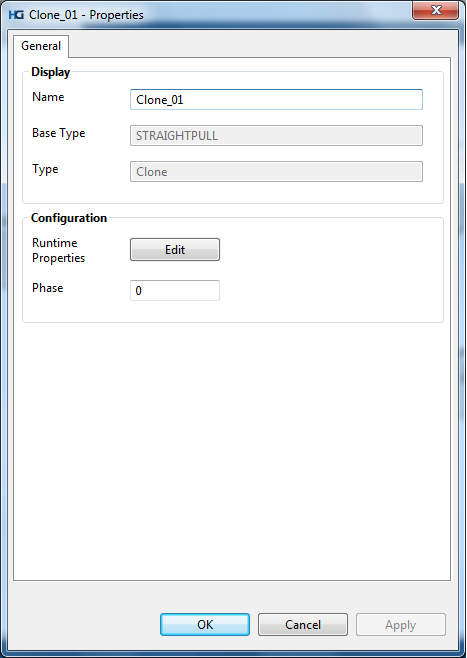 HG Clone_01 - Properties
General
Display
Name Clone_01
Base Type STRAIGHTPULL
Type Clone
Configuration
Runtime
Properties Edit
Phase 0
OK Cancel Apply